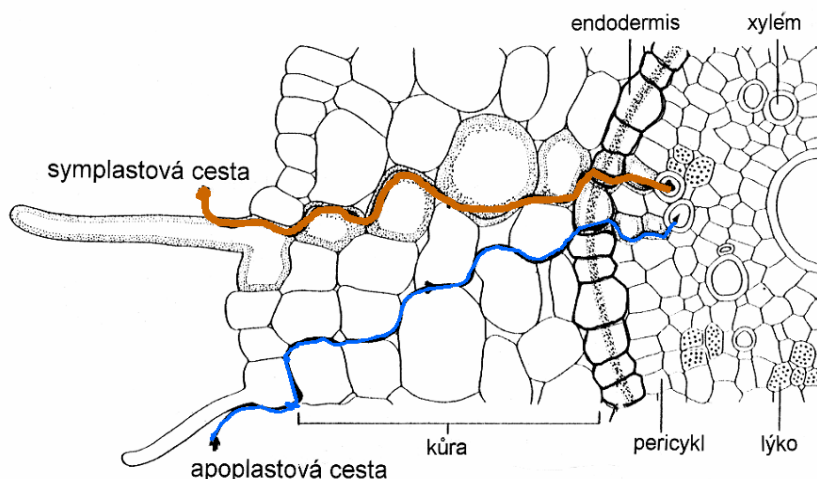 endodermis
xylém
symplastová cesta
kůra
pericykl
lýko
apoplastová cesta